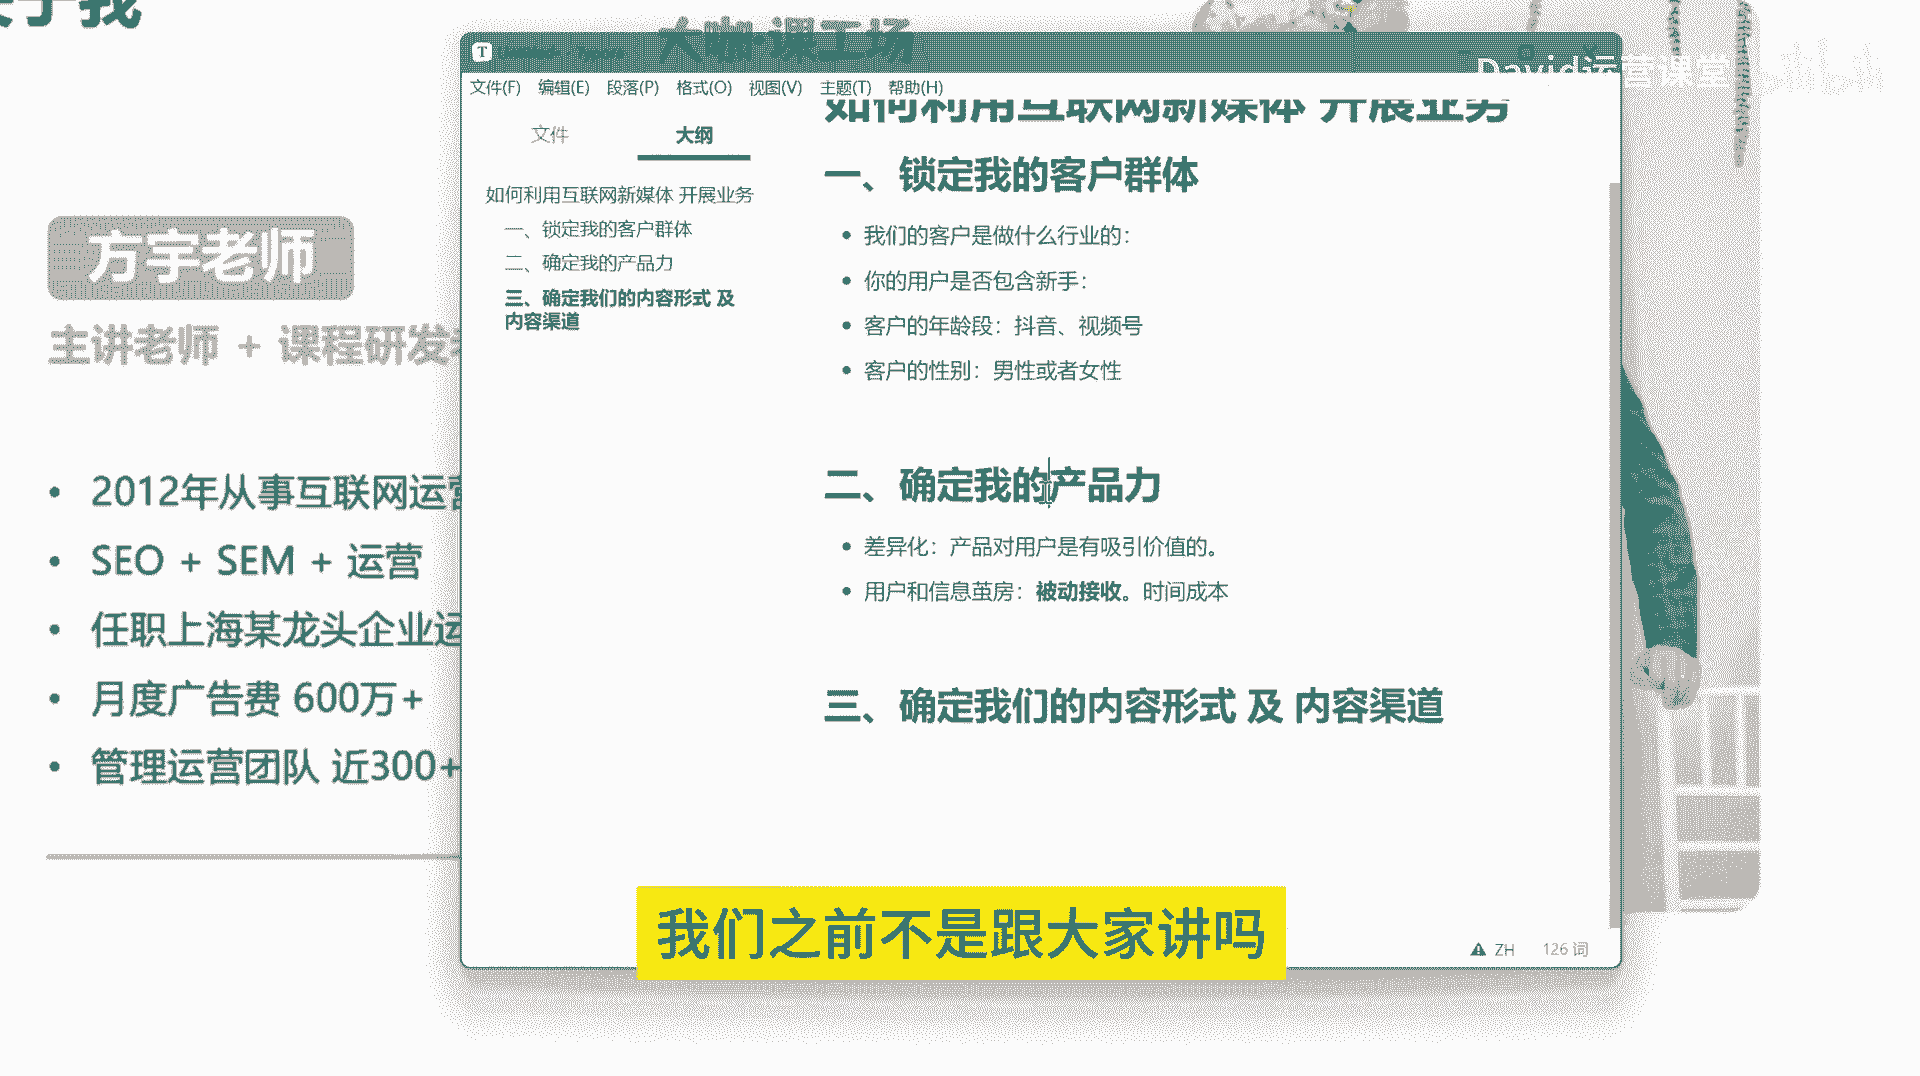 关于我
大咖·课工场
David运营课堂 bilibili
文件(F) 编辑(E) 段落(P) 格式(O) 视图(V) 主题(T) 帮助(H)
文件 大纲
如何利用互联网新媒体 开展业务
一、锁定我的客户群体
二、确定我的产品力
三、确定我们的内容形式 及
内容渠道
如何利用互联网新媒体 开展业务
一、锁定我的客户群体
• 我们的客户是做什么行业的：
• 你的用户是否包含新手：
• 客户的年龄段：抖音、视频号
• 客户的性别：男性或者女性
二、确定我的产品力
• 差异化：产品对用户是有吸引价值的。
• 用户和信息茧房：被动接收。时间成本
三、确定我们的内容形式 及 内容渠道
ZH 126 词
方宇老师
主讲老师 + 课程研发
• 2012年从事互联网运营
• SEO + SEM + 运营
• 任职上海某龙头企业运
• 月度广告费 600万+
• 管理运营团队 近300+
我们之前不是跟大家讲吗